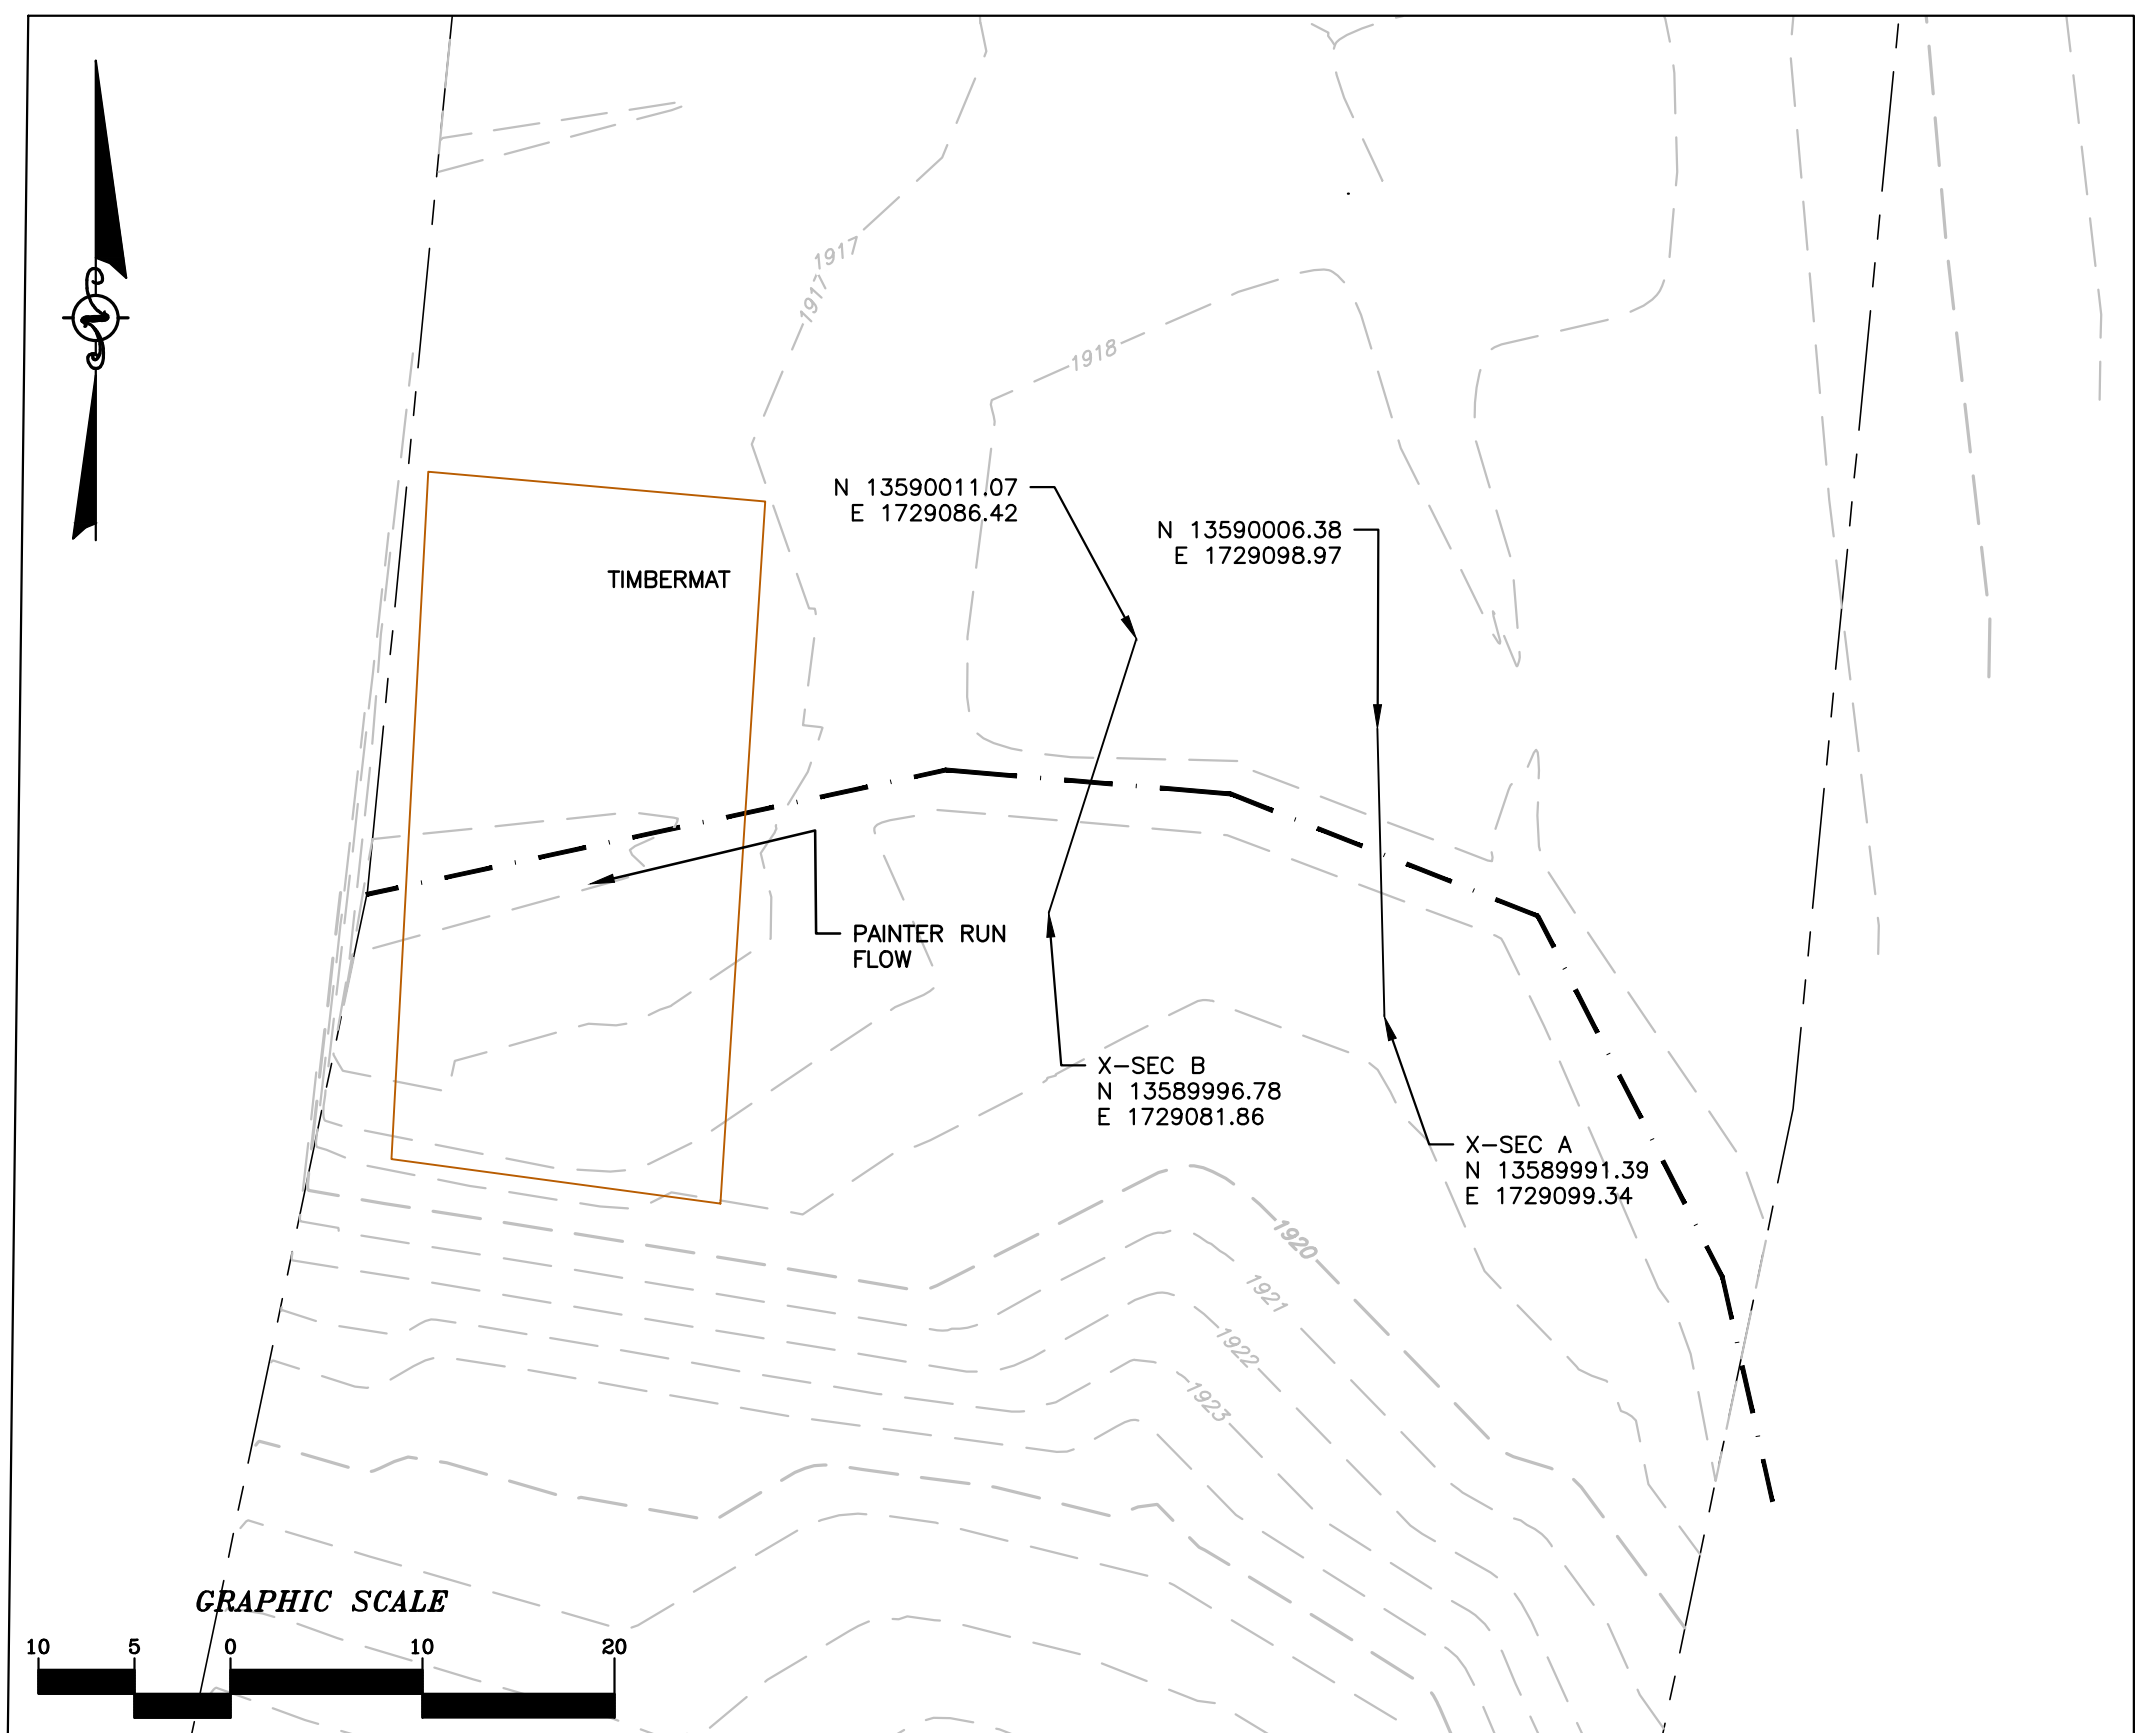 1917
1917
1918
N 13590011.07
E 1729086.42
N 13590006.38
E 1729098.97
TIMBERMAT
PAINTER RUN
FLOW
X-SEC B
N 13589996.78
E 1729081.86
X-SEC A
N 13589991.39
E 1729099.34
1920
1921
1922
1923
GRAPHIC SCALE
10 5 0 10 20
N